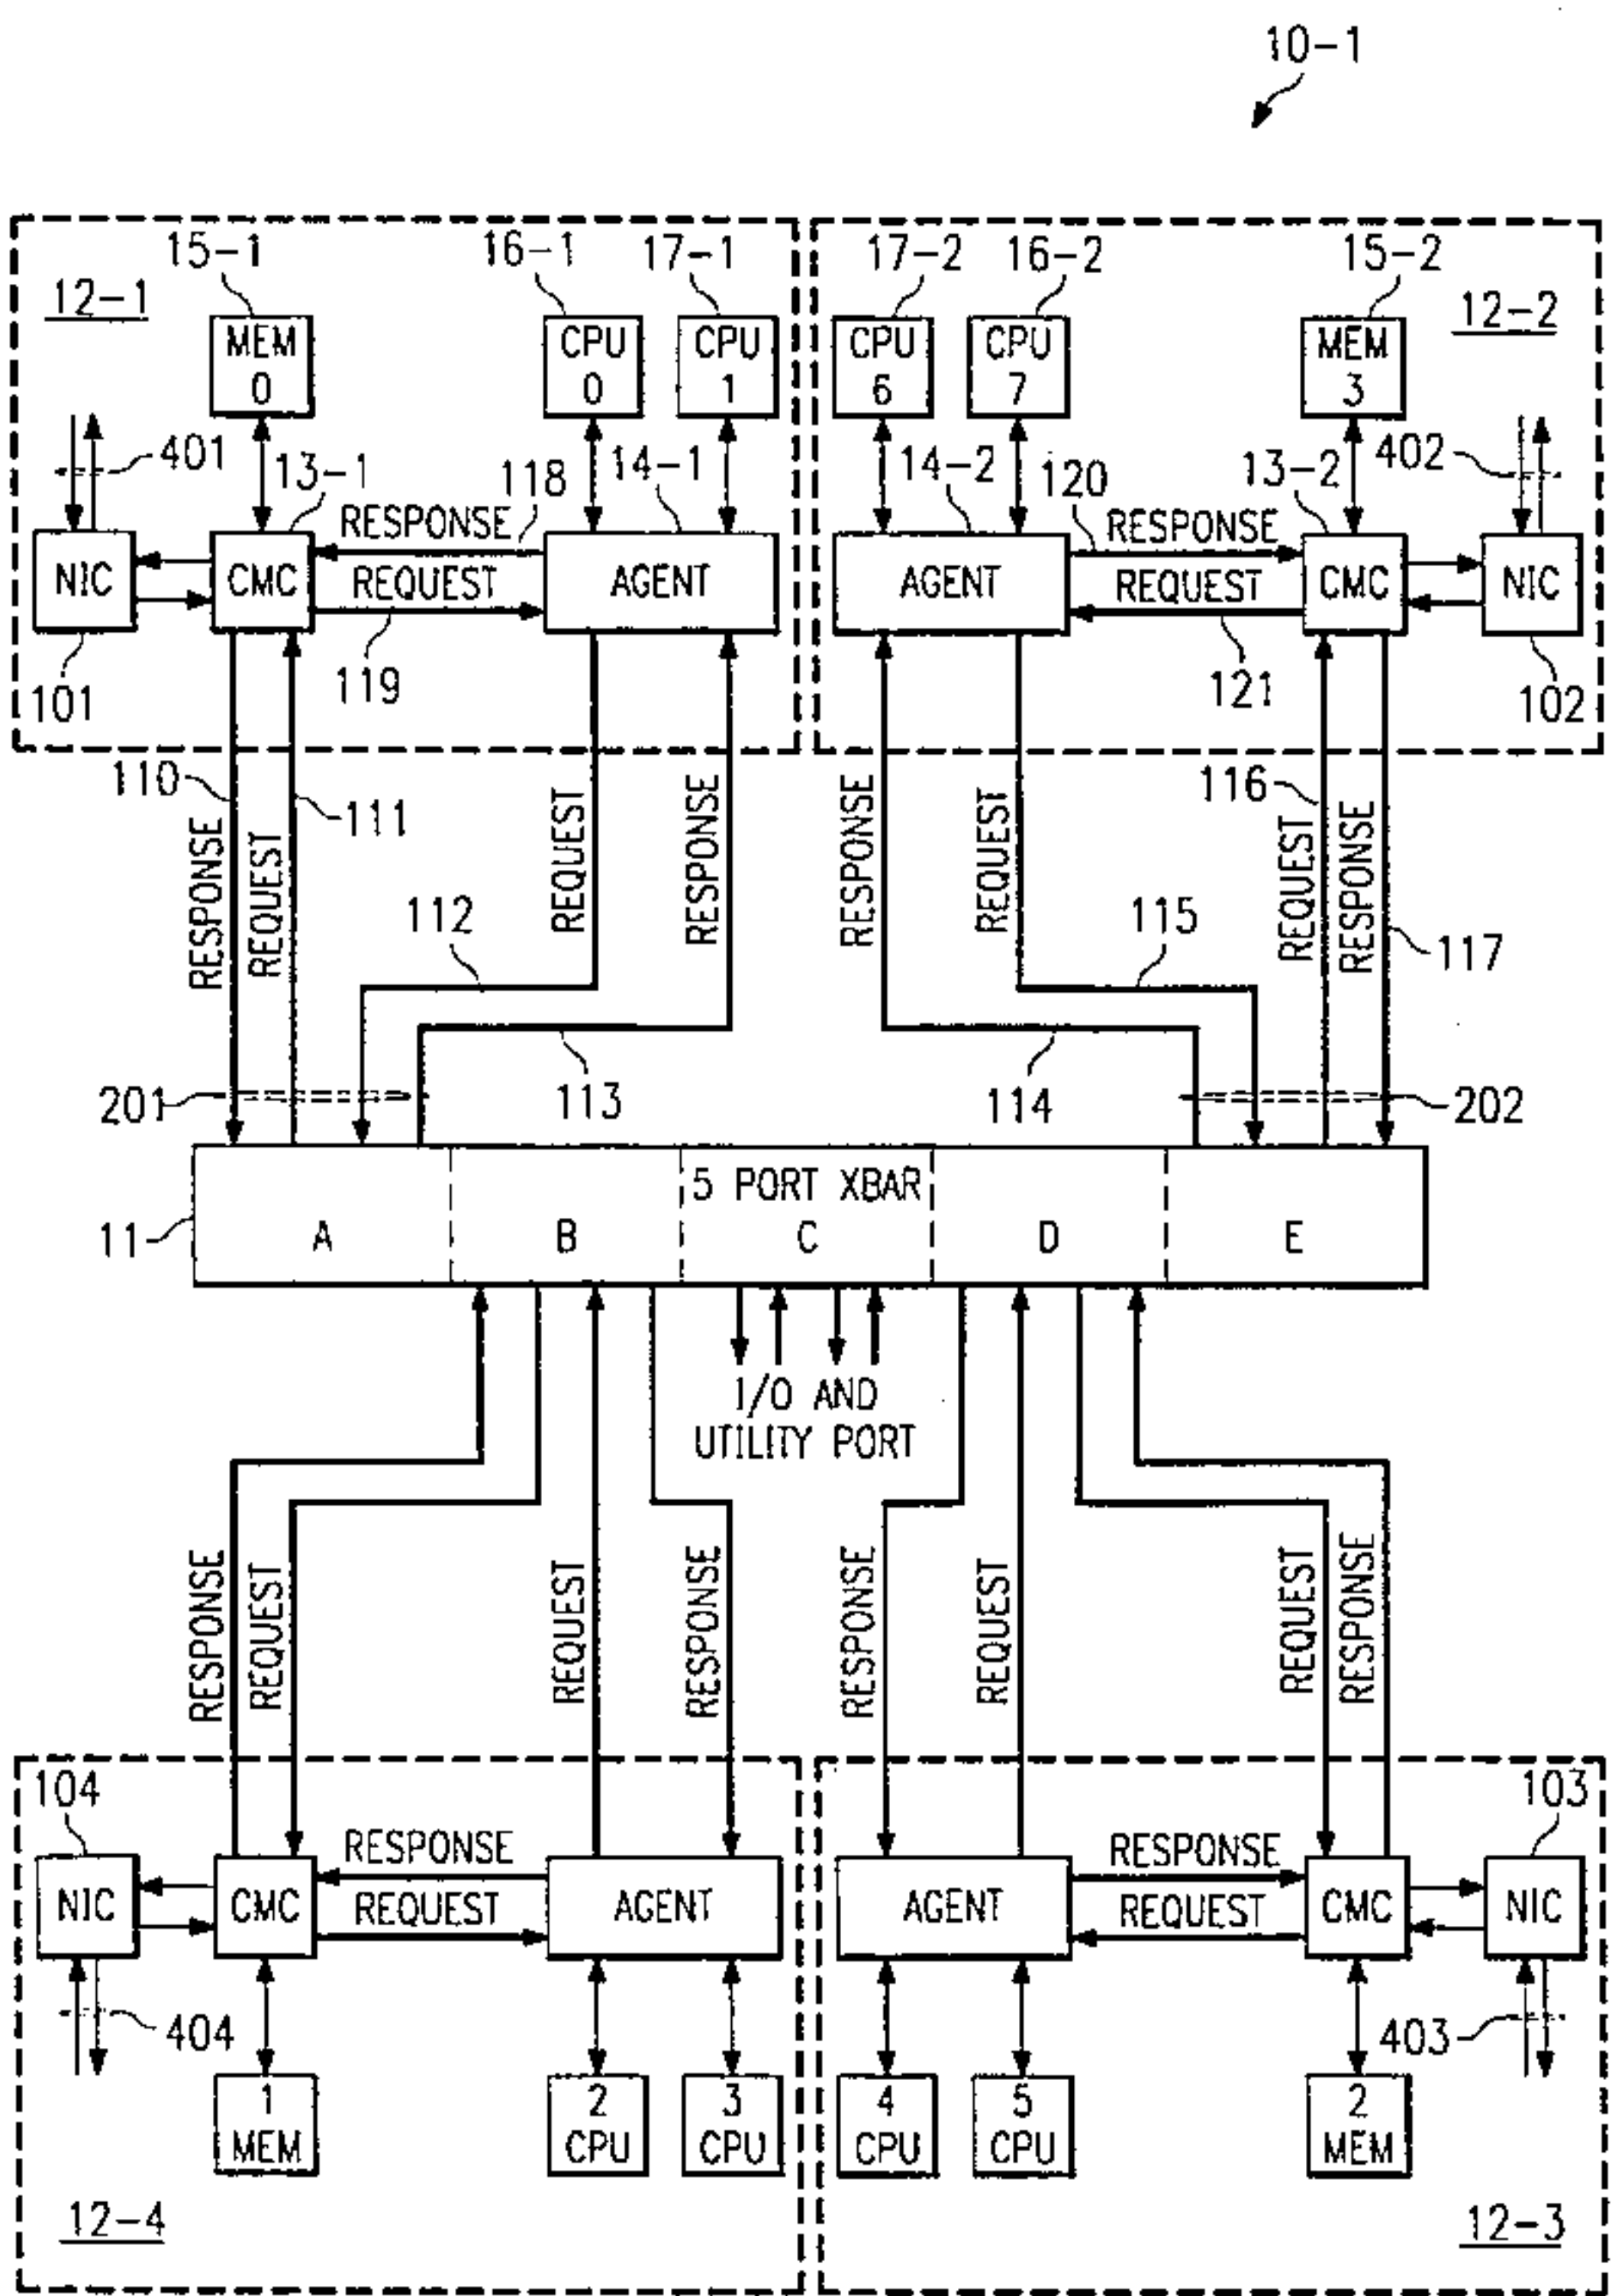 10-1
12-1
15-1
16-1
17-1
17-2
16-2
15-2
12-2
MEM
0
CPU
0
CPU
1
CPU
6
CPU
7
MEM
3
401
13-1
118
14-1
14-2
120
13-2
402
NIC
CMC
RESPONSE
REQUEST
AGENT
AGENT
RESPONSE
REQUEST
CMC
NIC
101
119
121
102
110
111
RESPONSE
REQUEST
REQUEST
RESPONSE
RESPONSE
REQUEST
116
REQUEST
RESPONSE
117
112
115
201
113
114
202
11
5 PORT XBAR
A
B
C
D
E
I/O AND
UTILITY PORT
RESPONSE
REQUEST
REQUEST
RESPONSE
RESPONSE
REQUEST
REQUEST
RESPONSE
104
103
NIC
CMC
RESPONSE
REQUEST
AGENT
AGENT
RESPONSE
REQUEST
CMC
NIC
404
403
1
MEM
2
CPU
3
CPU
4
CPU
5
CPU
2
MEM
12-4
12-3